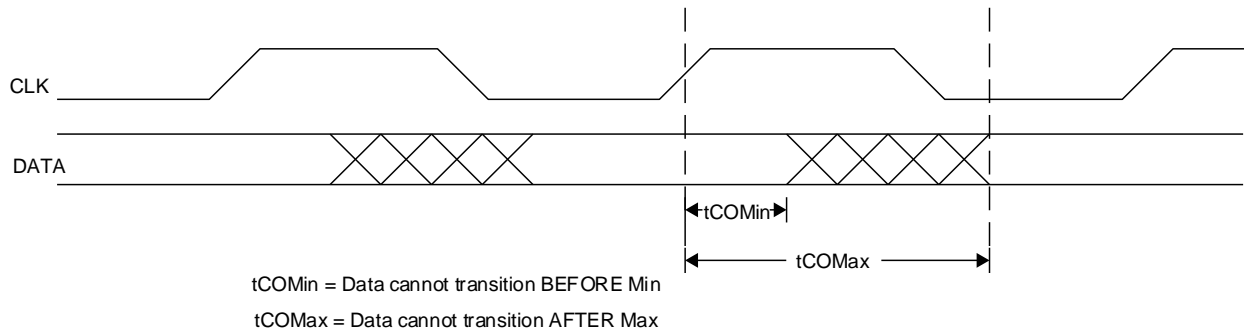 CLK
DATA
tCOMin
tCOMax
tCOMin = Data cannot transition BEFORE Min
tCOMax = Data cannot transition AFTER Max